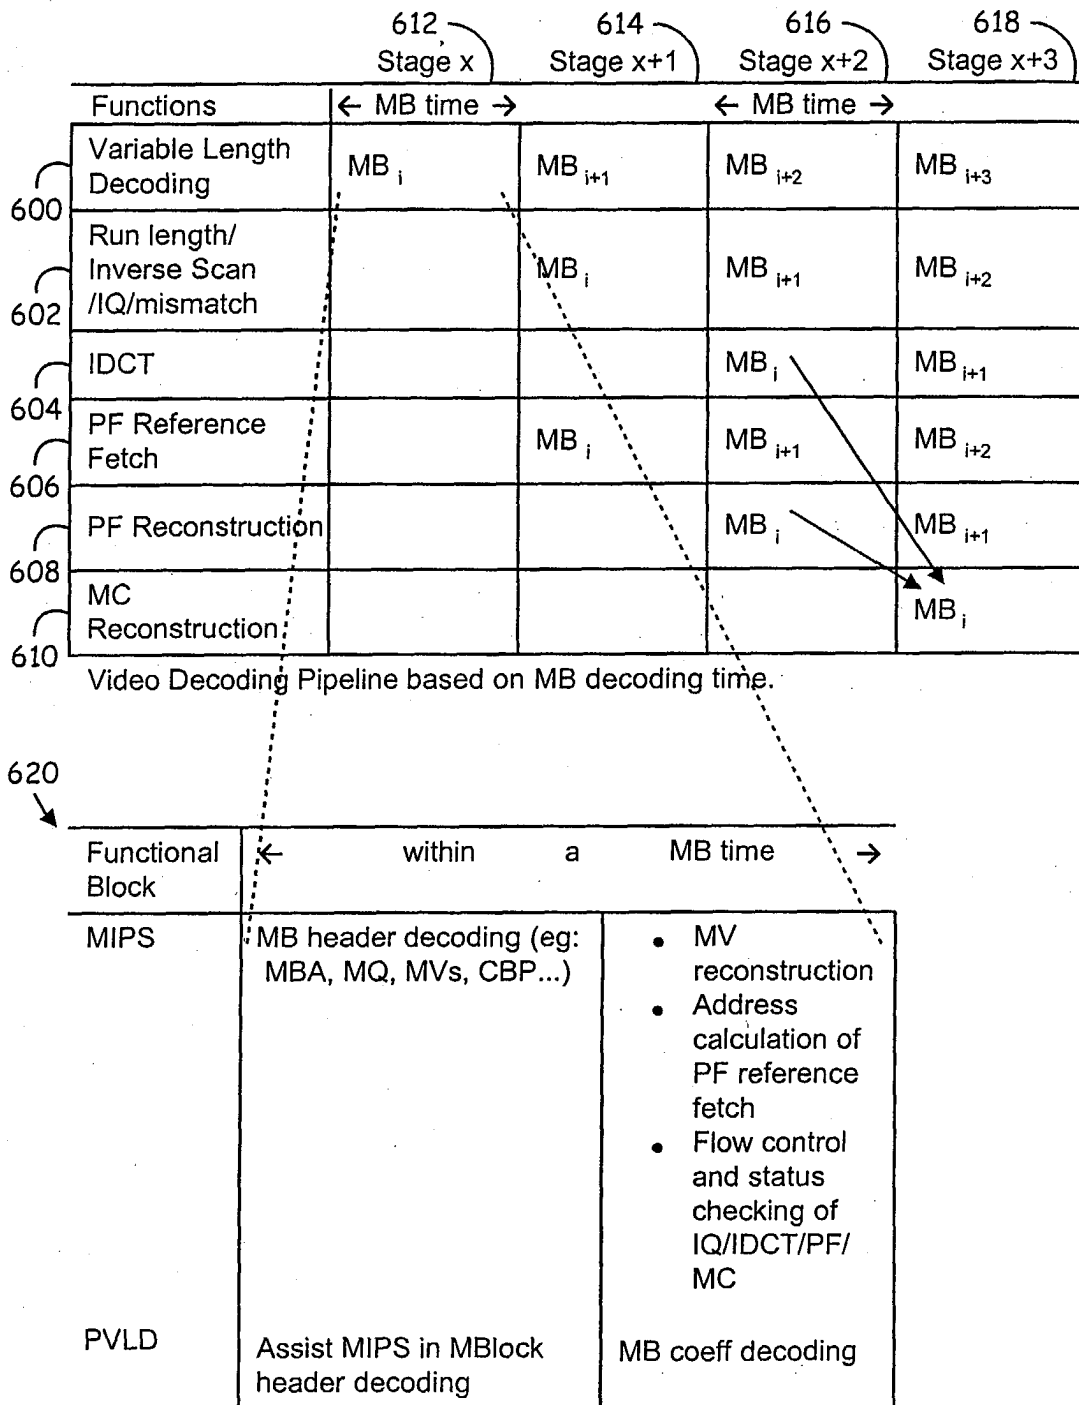 612 614 616 618
Stage x Stage x+1 Stage x+2 Stage x+3
Functions ← MB time → ← MB time →
Variable Length
Decoding
MB i MB i+1 MB i+2 MB i+3
600
Run length/
Inverse Scan
/IQ/mismatch
MB i MB i+1 MB i+2
602
IDCT MB i MB i+1
604
PF Reference
Fetch
MB i MB i+1 MB i+2
606
PF Reconstruction MB i MB i+1
608
MC
Reconstruction
MB i
610
Video Decoding Pipeline based on MB decoding time.
620
Functional
Block
← within a MB time →
MIPS
MB header decoding (eg:
MBA, MQ, MVs, CBP...)
• MV
reconstruction
• Address
calculation of
PF reference
fetch
• Flow control
and status
checking of
IQ/IDCT/PF/
MC
PVLD
Assist MIPS in MBlock
header decoding
MB coeff decoding